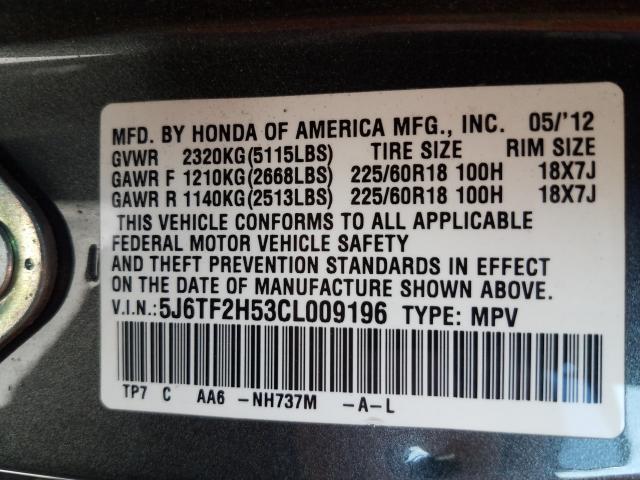 MFD. BY HONDA OF AMERICA MFG., INC. 05/'12
GVWR 2320KG(5115LBS) TIRE SIZE RIM SIZE
GAWR F 1210KG(2668LBS) 225/60R18 100H 18X7J
GAWR R 1140KG(2513LBS) 225/60R18 100H 18X7J
THIS VEHICLE CONFORMS TO ALL APPLICABLE
FEDERAL MOTOR VEHICLE SAFETY
AND THEFT PREVENTION STANDARDS IN EFFECT
ON THE DATE OF MANUFACTURE SHOWN ABOVE.
V.I.N.: 5J6TF2H53CL009196 TYPE: MPV
TP7 C AA6 -NH737M -A-L